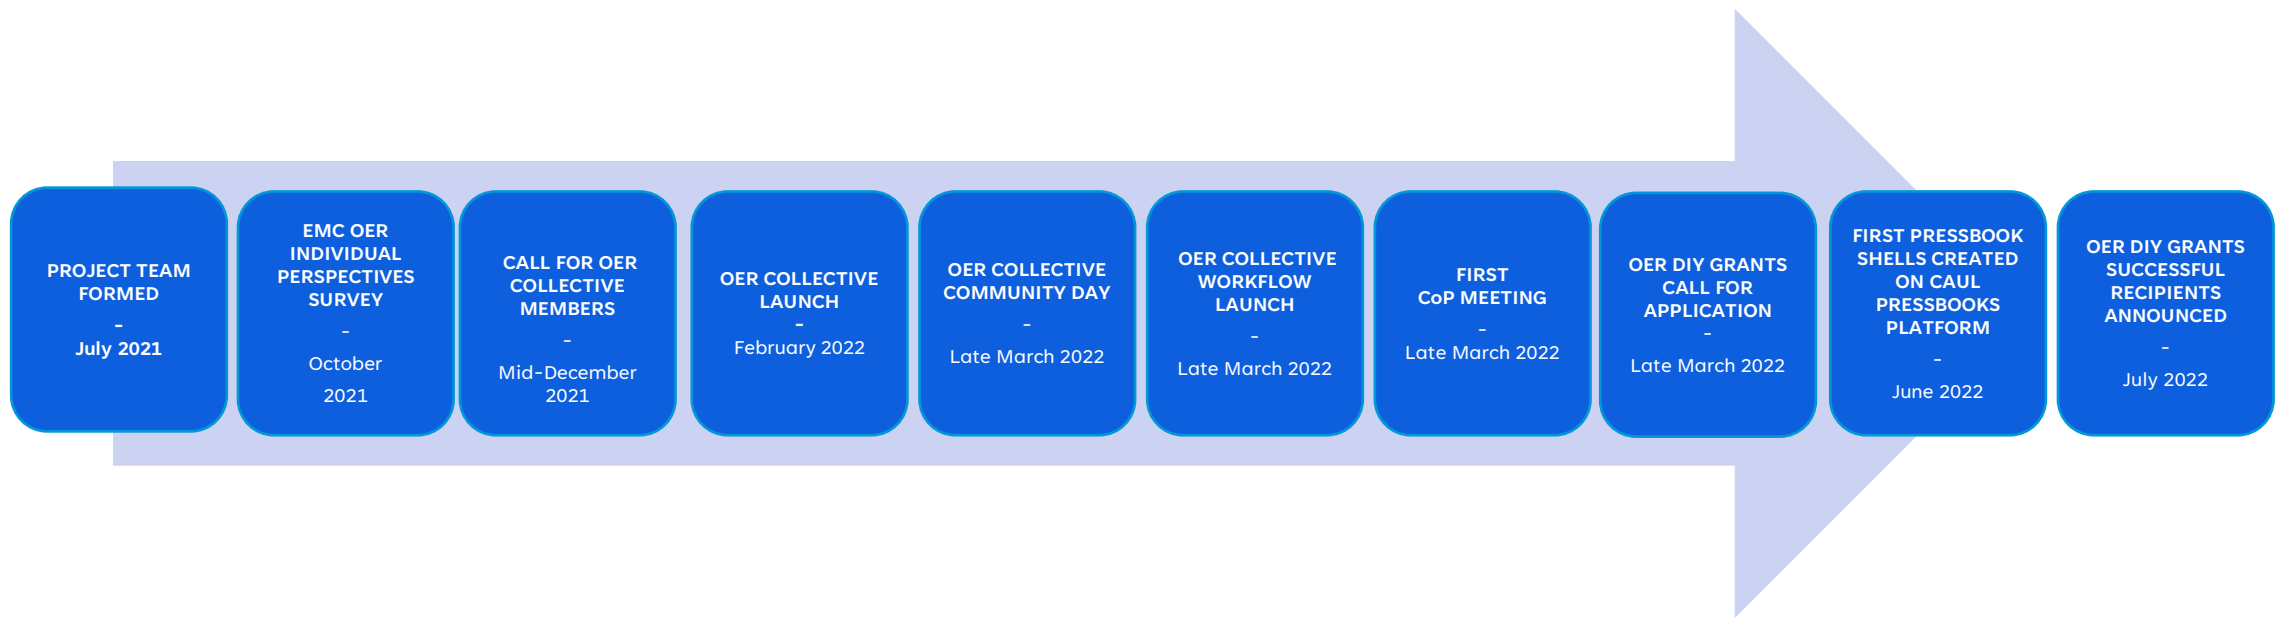 PROJECT TEAM
FORMED
–
July 2021
EMC OER
INDIVIDUAL
PERSPECTIVES
SURVEY
–
October
2021
CALL FOR OER
COLLECTIVE
MEMBERS
–
Mid-December
2021
OER COLLECTIVE
LAUNCH
–
February 2022
OER COLLECTIVE
COMMUNITY DAY
–
Late March 2022
OER COLLECTIVE
WORKFLOW
LAUNCH
–
Late March 2022
FIRST
CoP MEETING
–
Late March 2022
OER DIY GRANTS
CALL FOR
APPLICATION
–
Late March 2022
FIRST PRESSBOOK
SHELLS CREATED
ON CAUL
PRESSBOOKS
PLATFORM
–
June 2022
OER DIY GRANTS
SUCCESSFUL
RECIPIENTS
ANNOUNCED
–
July 2022